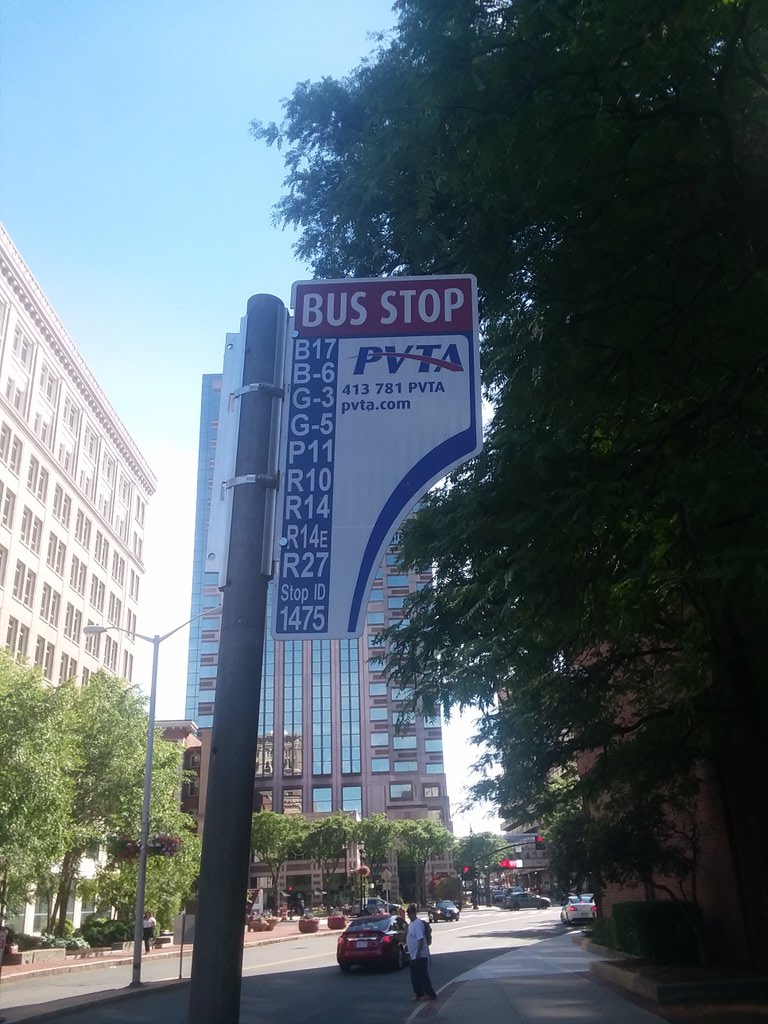 BUS STOP
B17
B-6
G-3
G-5
P11
R10
R14
R14E
R27
Stop ID
1475
PVTA
413 781 PVTA
pvta.com